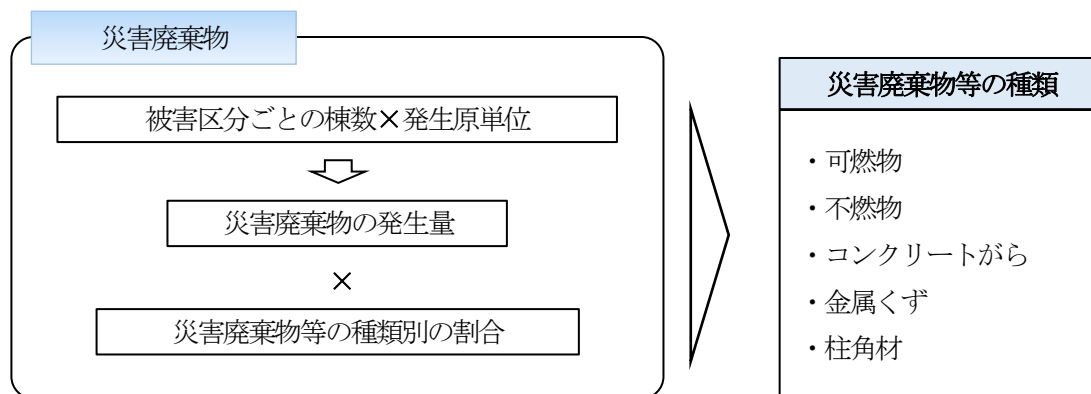 災害廃棄物
被害区分ごとの棟数×発生原単位
災害廃棄物の発生量
×
災害廃棄物等の種類別の割合
災害廃棄物等の種類
・可燃物
・不燃物
・コンクリートがら
・金属くず
・柱角材